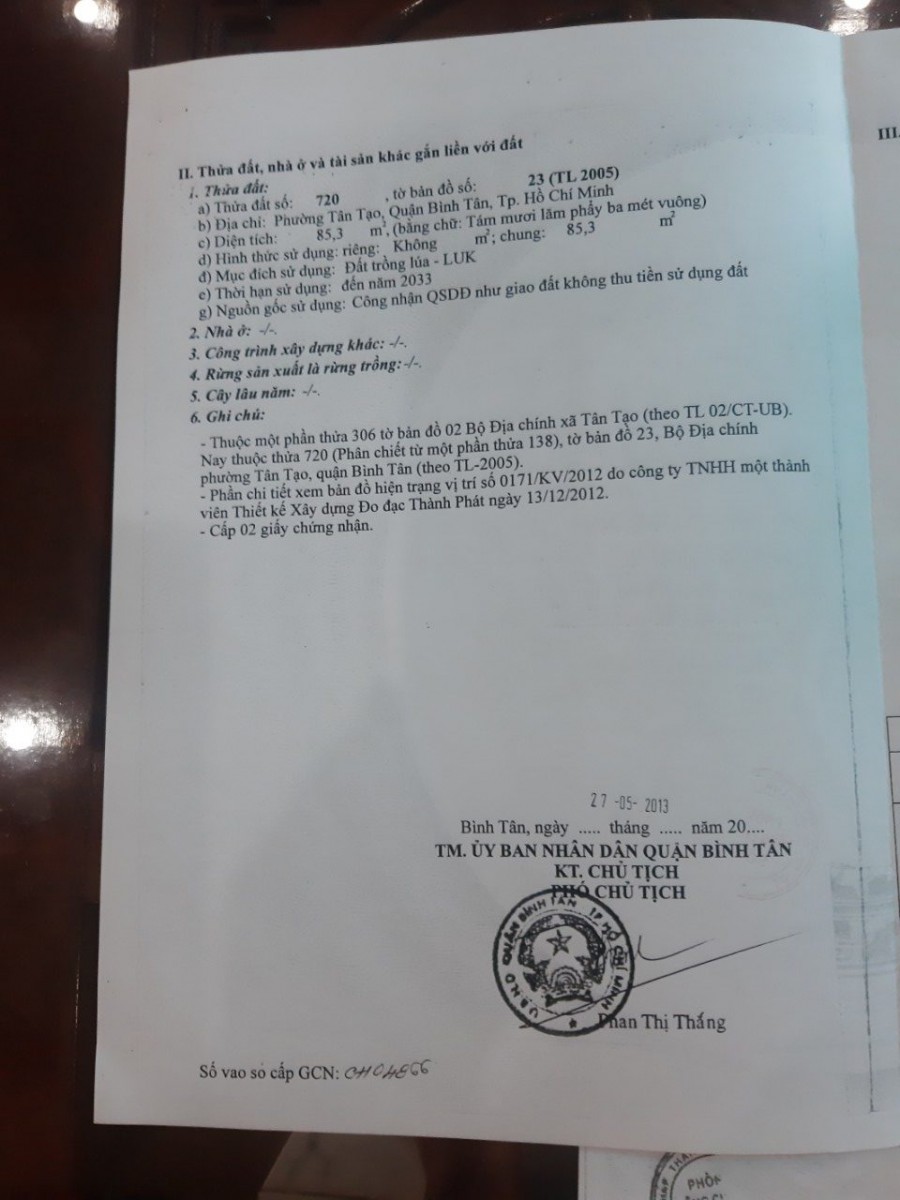 II. Thửa đất, nhà ở và tài sản khác gắn liền với đất
1. Thửa đất:
a) Thửa đất số: 720 , tờ bản đồ số: 23 (TL 2005)
b) Địa chỉ: Phường Tân Tạo, Quận Bình Tân, Tp. Hồ Chí Minh
c) Diện tích: 85,3 m², (bằng chữ: Tám mươi lăm phẩy ba mét vuông)
d) Hình thức sử dụng: riêng: Không m²; chung: 85,3 m²
đ) Mục đích sử dụng: Đất trồng lúa - LUK
e) Thời hạn sử dụng: đến năm 2033
g) Nguồn gốc sử dụng: Công nhận QSDĐ như giao đất không thu tiền sử dụng đất
2. Nhà ở: -/-.
3. Công trình xây dựng khác: -/-.
4. Rừng sản xuất là rừng trồng:-/-.
5. Cây lâu năm: -/-.
6. Ghi chú:
- Thuộc một phần thửa 306 tờ bản đồ 02 Bộ Địa chính xã Tân Tạo (theo TL 02/CT-UB).
Nay thuộc thửa 720 (Phân chiết từ một phần thửa 138), tờ bản đồ 23, Bộ Địa chính
phường Tân Tạo, quận Bình Tân (theo TL-2005).
- Phần chi tiết xem bản đồ hiện trạng vị trí số 0171/KV/2012 do công ty TNHH một thành
viên Thiết kế Xây dựng Đo đạc Thành Phát ngày 13/12/2012.
- Cấp 02 giấy chứng nhận.
27 -05- 2013
Bình Tân, ngày ..... tháng ..... năm 20....
TM. ỦY BAN NHÂN DÂN QUẬN BÌNH TÂN
KT. CHỦ TỊCH
PHÓ CHỦ TỊCH
U.B.N.D QUẬN BÌNH TÂN T.P HỒ CHÍ MINH
Phan Thị Thắng
Số vào sổ cấp GCN: CH04866
III.
PHÒN